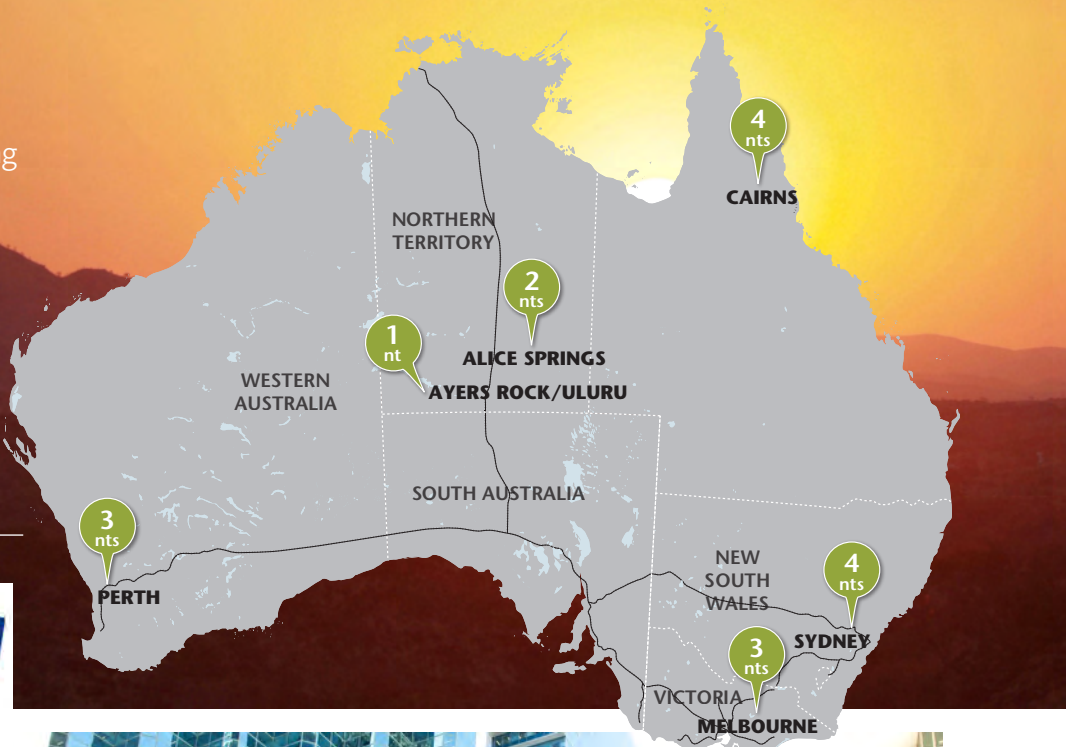 g
4
nts
CAIRNS
NORTHERN
TERRITORY
2
nts
ALICE SPRINGS
1
nt
AYERS ROCK/ULURU
WESTERN
AUSTRALIA
SOUTH AUSTRALIA
3
nts
PERTH
NEW
SOUTH
WALES
4
nts
SYDNEY
3
nts
VICTORIA
MELBOURNE